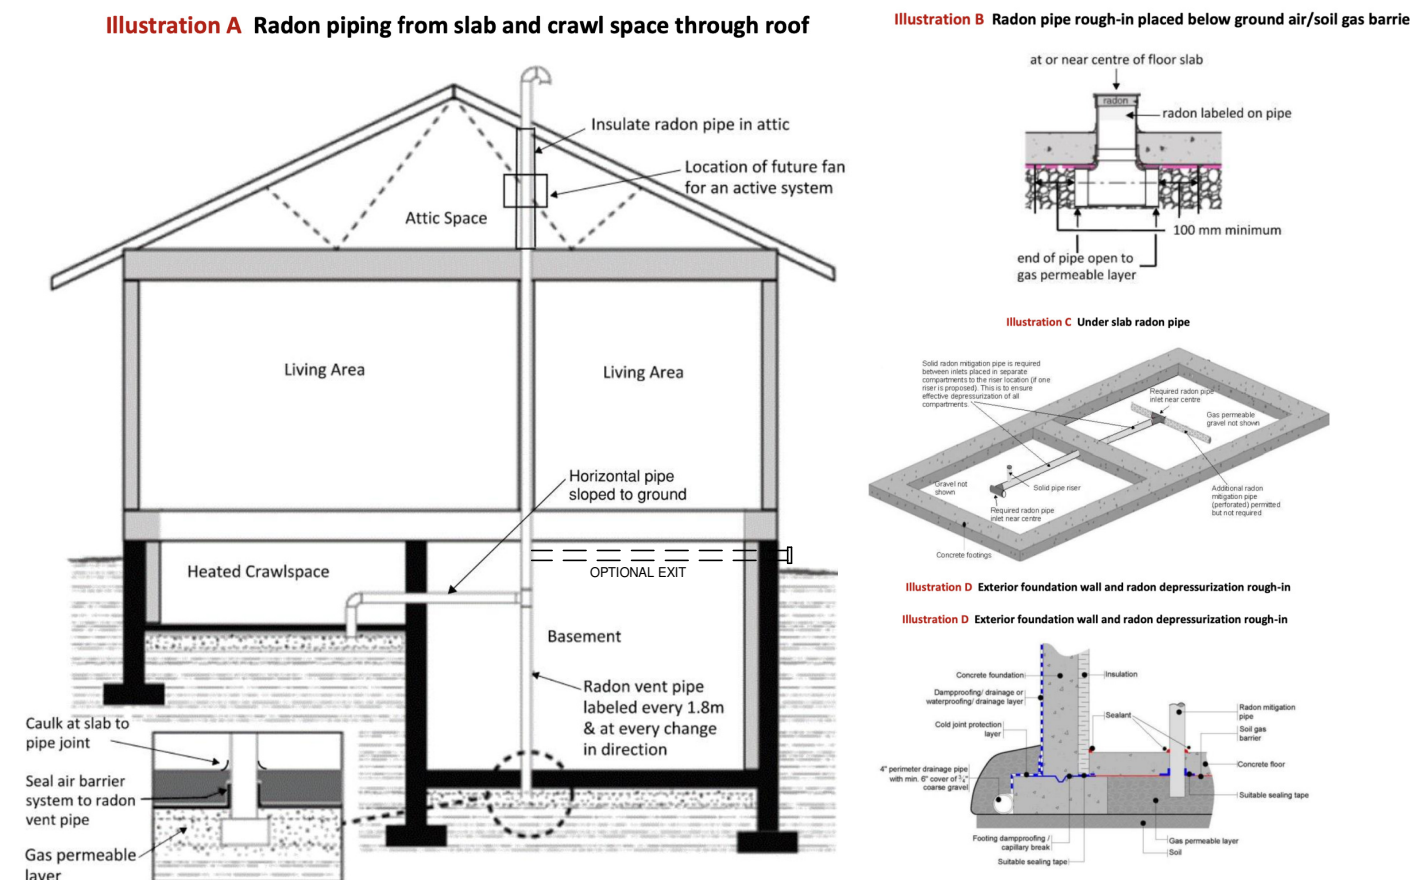 Illustration A Radon piping from slab and crawl space through roof
Insulate radon pipe in attic
Location of future fan
for an active system
Attic Space
Living Area
Living Area
Horizontal pipe
sloped to ground
OPTIONAL EXIT
Heated Crawlspace
Basement
Radon vent pipe
labeled every 1.8m
& at every change
in direction
Caulk at slab to
pipe joint
Seal air barrier
system to radon
vent pipe
Gas permeable
layer
Illustration B Radon pipe rough-in placed below ground air/soil gas barrie
at or near centre of floor slab
radon
radon labeled on pipe
100 mm minimum
end of pipe open to
gas permeable layer
Illustration C Under slab radon pipe
Solid radon mitigation pipe is required
between inlets placed in separate
compartments to the riser location (if one
riser is proposed). This is to ensure
effective depressurization of all
compartments.
Required radon pipe
inlet near centre
Gas permeable
gravel not shown
Gravel not
shown
Solid pipe riser
Required radon pipe
inlet near centre
Additional radon
mitigation pipe
(perforated) permitted
but not required
Concrete footings
Illustration D Exterior foundation wall and radon depressurization rough-in
Illustration D Exterior foundation wall and radon depressurization rough-in
Concrete foundation
Insulation
Dampproofing/ drainage or
waterproofing/ drainage layer
Sealant
Radon mitigation
pipe
Cold joint protection
layer
Soil gas
barrier
Concrete floor
4" perimeter drainage pipe
with min. 6" cover of ¾"
coarse gravel
Suitable sealing tape
Footing dampproofing /
capillary break
Gas permeable layer
Soil
Suitable sealing tape